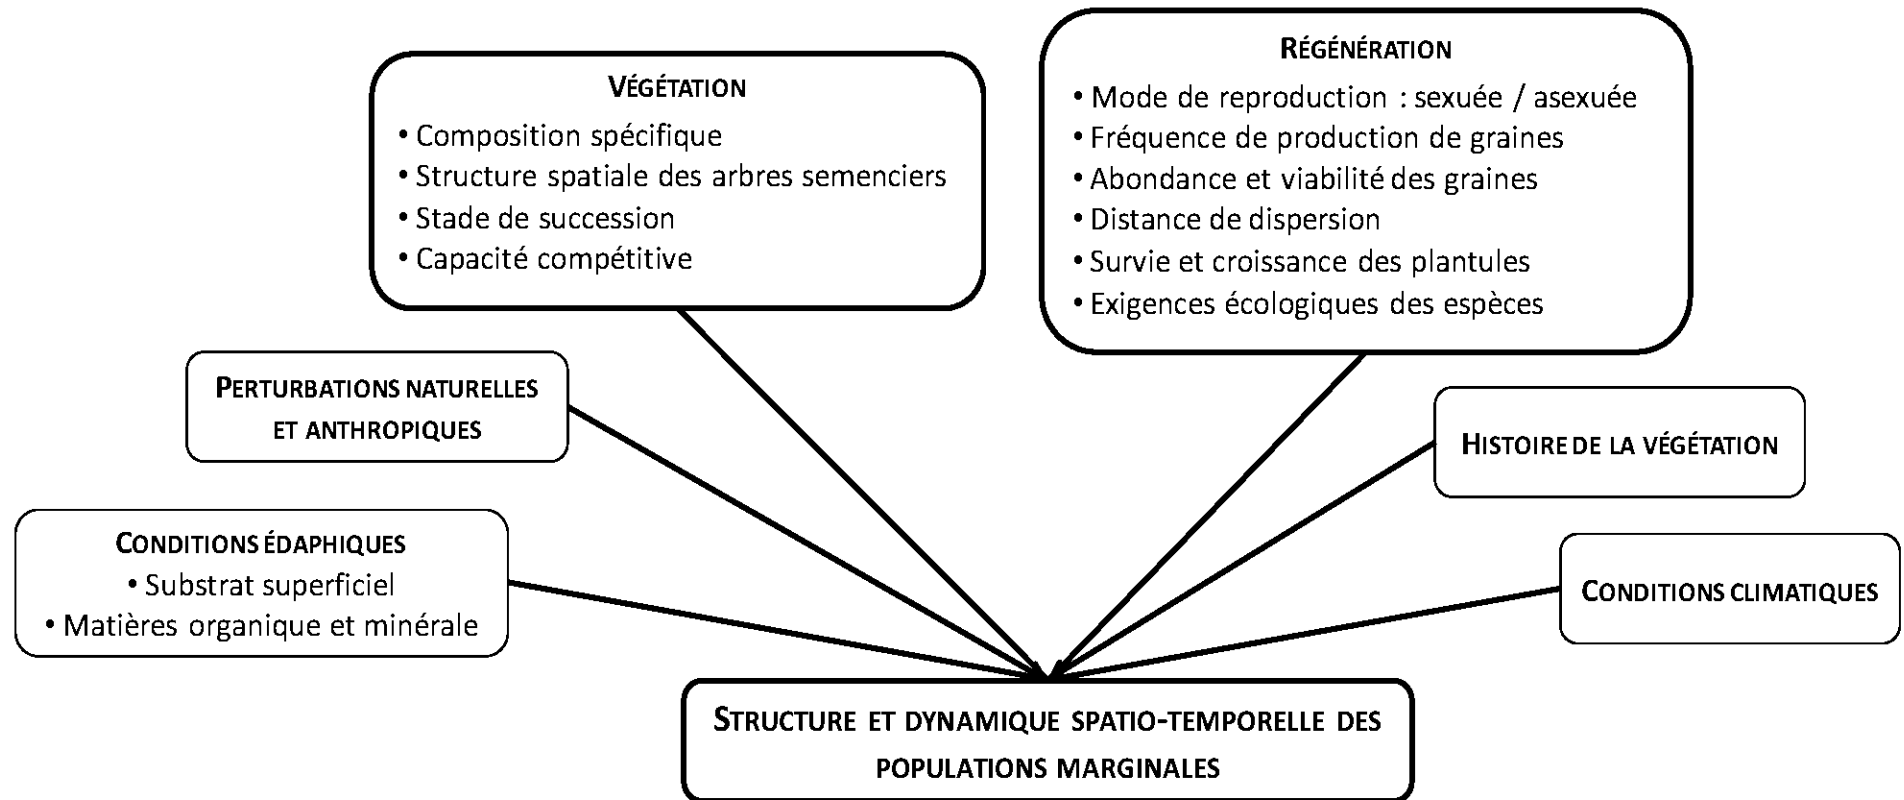 VÉGÉTATION
• Composition spécifique
• Structure spatiale des arbres semenciers
• Stade de succession
• Capacité compétitive
RÉGÉNÉRATION
• Mode de reproduction : sexuée / asexuée
• Fréquence de production de graines
• Abondance et viabilité des graines
• Distance de dispersion
• Survie et croissance des plantules
• Exigences écologiques des espèces
PERTURBATIONS NATURELLES
ET ANTHROPIQUES
HISTOIRE DE LA VÉGÉTATION
CONDITIONS ÉDAPHIQUES
• Substrat superficiel
• Matières organique et minérale
CONDITIONS CLIMATIQUES
STRUCTURE ET DYNAMIQUE SPATIO-TEMPORELLE DES
POPULATIONS MARGINALES